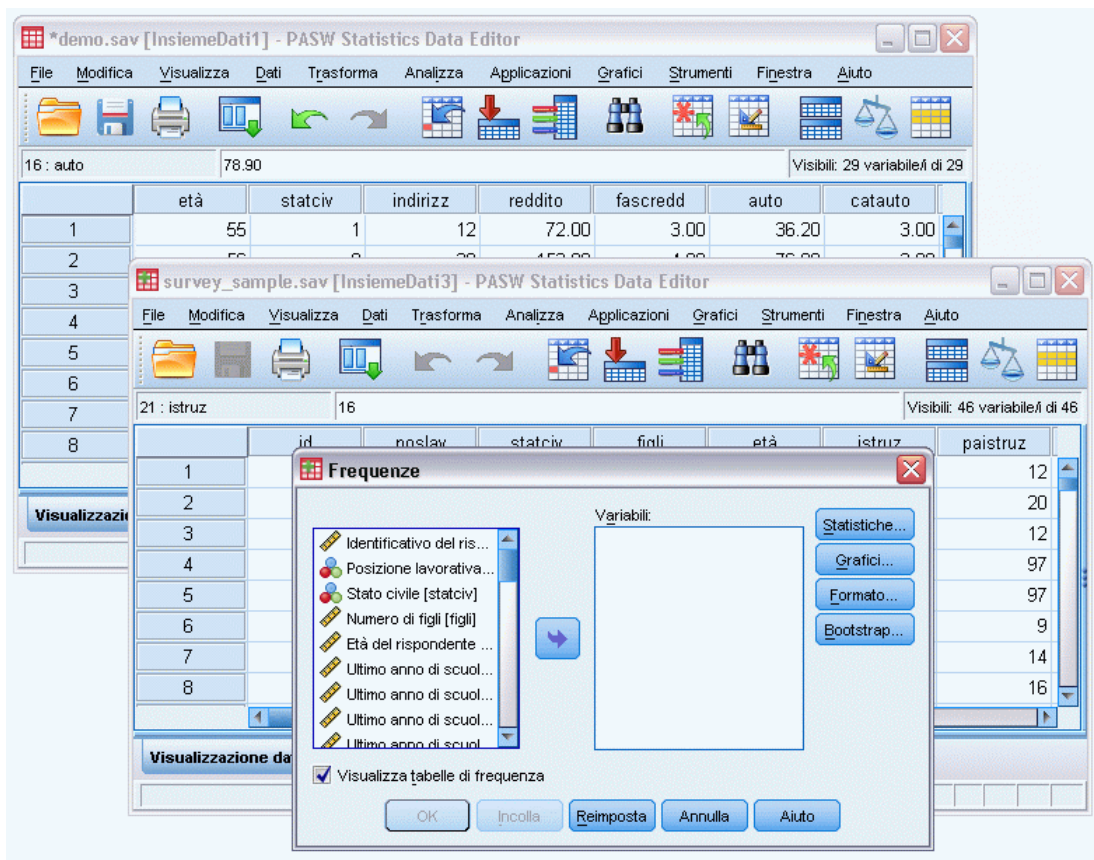 *demo.sav [InsiemeDati1] - PASW Statistics Data Editor
File Modifica Visualizza Dati Trasforma Analizza Applicazioni Grafici Strumenti Finestra Aiuto
16 : auto 78.90 Visibili: 29 variabile/i di 29
età statciv indirizz reddito fascredd auto catauto
1 55 1 12 72.00 3.00 36.20 3.00
2
3
4
5
6
7
8
Visualizzazio
survey_sample.sav [InsiemeDati3] - PASW Statistics Data Editor
File Modifica Visualizza Dati Trasforma Analizza Applicazioni Grafici Strumenti Finestra Aiuto
21 : istruz 16 Visibili: 46 variabile/i di 46
id poslav statciv figli età istruz paistruz
1 12
2 20
3 12
4 97
5 97
6 9
7 14
8 16
Visualizzazione da
Frequenze
Identificativo del ris...
Posizione lavorativa...
Stato civile [statciv]
Numero di figli [figli]
Età del rispondente ...
Ultimo anno di scuol...
Ultimo anno di scuol...
Ultimo anno di scuol...
Ultimo anno di scuol
Variabili:
Statistiche...
Grafici...
Formato...
Bootstrap...
Visualizza tabelle di frequenza
OK Incolla Reimposta Annulla Aiuto